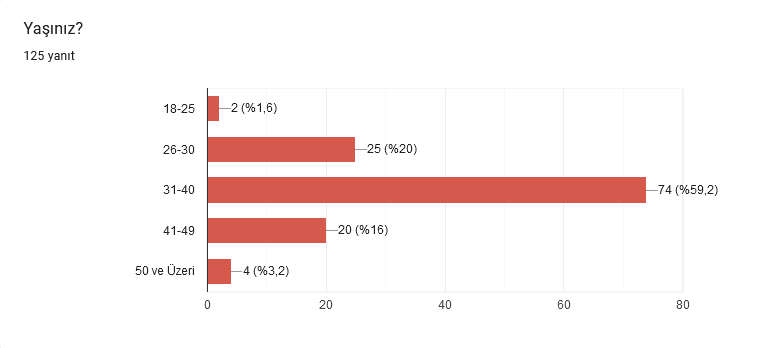 Yaşınız?
125 yanıt
18-25 2 (%1,6)
26-30 25 (%20)
31-40 74 (%59,2)
41-49 20 (%16)
50 ve Üzeri 4 (%3,2)
0 20 40 60 80